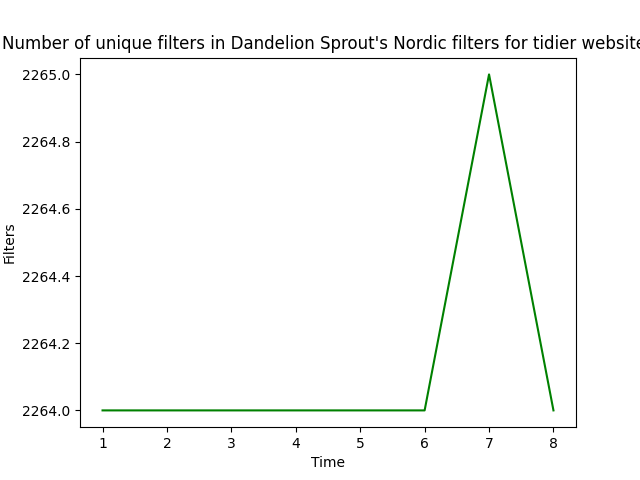 Number of unique filters in Dandelion Sprout's Nordic filters for tidier website
2265.0
2264.8
2264.6
2264.4
2264.2
2264.0
Filters
1 2 3 4 5 6 7 8
Time